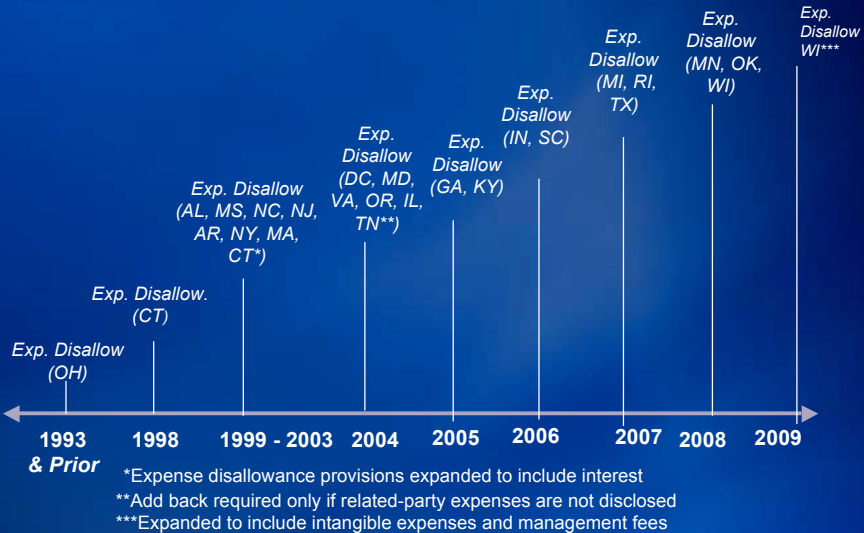 Exp. Disallow
(OH)
Exp. Disallow.
(CT)
Exp. Disallow
(AL, MS, NC, NJ,
AR, NY, MA,
CT*)
Exp.
Disallow
(DC, MD,
VA, OR, IL,
TN**)
Exp.
Disallow
(GA, KY)
Exp.
Disallow
(IN, SC)
Exp.
Disallow
(MI, RI,
TX)
Exp.
Disallow
(MN, OK,
WI)
Exp.
Disallow
WI***
1993
& Prior
1998
1999 - 2003
2004
2005
2006
2007
2008
2009
*Expense disallowance provisions expanded to include interest
**Add back required only if related-party expenses are not disclosed
***Expanded to include intangible expenses and management fees